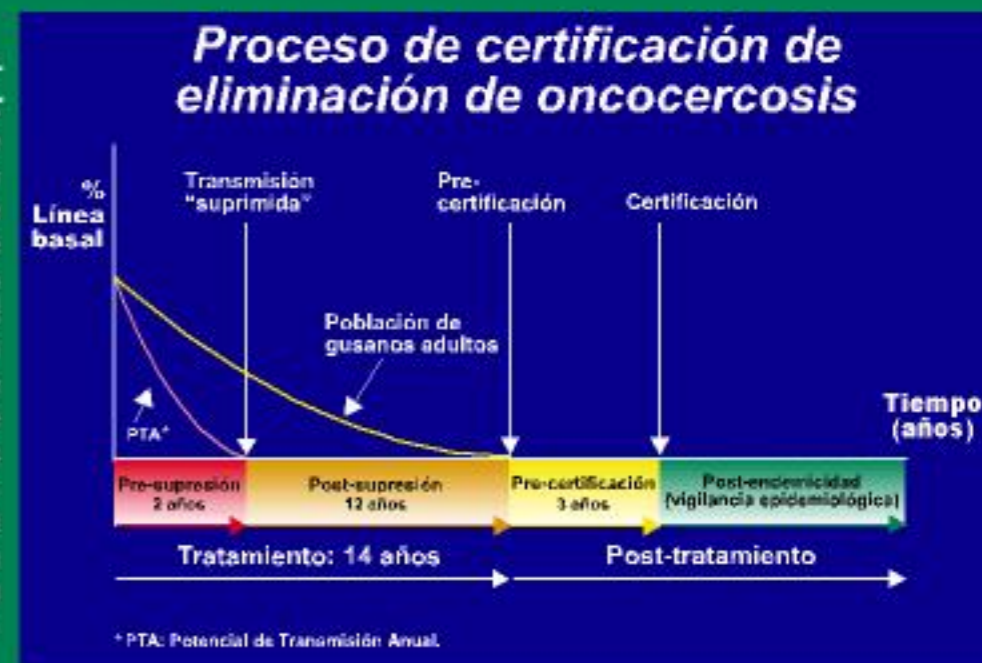 Proceso de certificación de
eliminación de oncocercosis
%
Línea
basal
Transmisión
"suprimida"
Pre-
certificación
Certificación
Población de
gusanos adultos
PTA*
Tiempo
(años)
Pre-supresión
2 años
Post-supresión
12 años
Pre-certificación
3 años
Post-endemicidad
(vigilancia epidemiológica)
Tratamiento: 14 años
Post-tratamiento
* PTA: Potencial de Transmisión Anual.